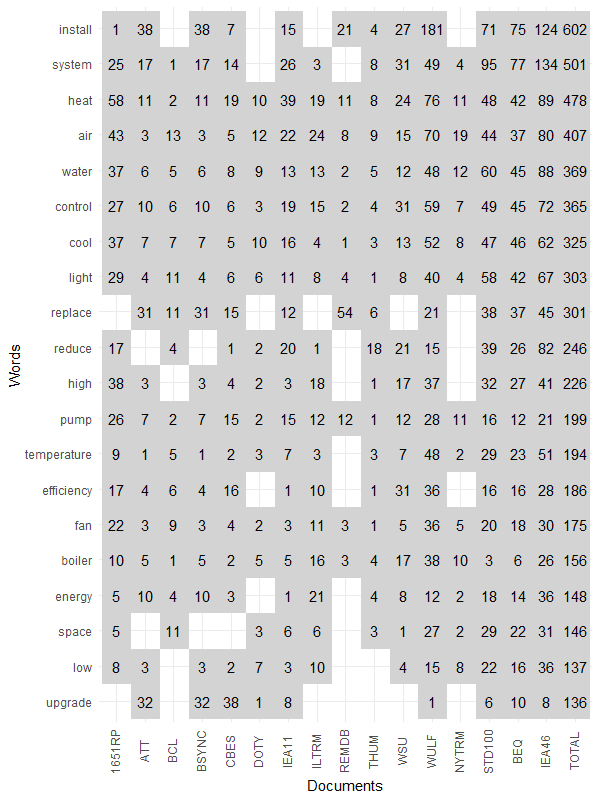 install 1 38 38 7 15 21 4 27 181 71 75 124 602
system 25 17 1 17 14 26 3 8 31 49 4 95 77 134 501
heat 58 11 2 11 19 10 39 19 11 8 24 76 11 48 42 89 478
air 43 3 13 3 5 12 22 24 8 9 15 70 19 44 37 80 407
water 37 6 5 6 8 9 13 13 2 5 12 48 12 60 45 88 369
control 27 10 6 10 6 3 19 15 2 4 31 59 7 49 45 72 365
cool 37 7 7 7 5 10 16 4 1 3 13 52 8 47 46 62 325
light 29 4 11 4 6 6 11 8 4 1 8 40 4 58 42 67 303
replace 31 11 31 15 12 54 6 21 38 37 45 301
reduce 17 4 1 2 20 1 18 21 15 39 26 82 246
high 38 3 3 4 2 3 18 1 17 37 32 27 41 226
pump 26 7 2 7 15 2 15 12 12 1 12 28 11 16 12 21 199
temperature 9 1 5 1 2 3 7 3 3 7 48 2 29 23 51 194
efficiency 17 4 6 4 16 1 10 1 31 36 16 16 28 186
fan 22 3 9 3 4 2 3 11 3 1 5 36 5 20 18 30 175
boiler 10 5 1 5 2 5 5 16 3 4 17 38 10 3 6 26 156
energy 5 10 4 10 3 1 21 4 8 12 2 18 14 36 148
space 5 11 3 6 6 3 1 27 2 29 22 31 146
low 8 3 3 2 7 3 10 4 15 8 22 16 36 137
upgrade 32 32 38 1 8 1 6 10 8 136
Words
1651RP ATT BCL BSYNC CBES DOTY IEA11 ILTRM REMDB THUM WSU WULF NYTRM STD100 BEQ IEA46 TOTAL
Documents